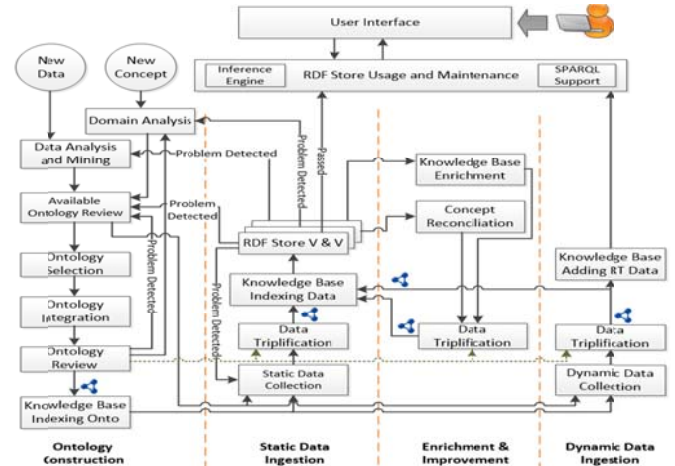 User Interface
New
Data
New
Concept
Inference
Engine
RDF Store Usage and Maintenance
SPARQL
Support
Domain Analysis
Data Analysis
and Mining
Problem Detected
Problem Detected
Passed
Knowledge Base
Enrichment
Available
Ontology Review
Problem
Detected
Concept
Reconciliation
RDF Store V & V
Ontology
Selection
Problem Detected
Knowledge Base
Adding RT Data
Knowledge Base
Indexing Data
Problem Detected
Ontology
Integration
Data
Triplification
Data
Triplification
Data
Triplification
Ontology
Review
Static Data
Collection
Dynamic Data
Collection
Knowledge Base
Indexing Onto
Ontology
Construction
Static Data
Ingestion
Enrichment &
Improvement
Dynamic Data
Ingestion